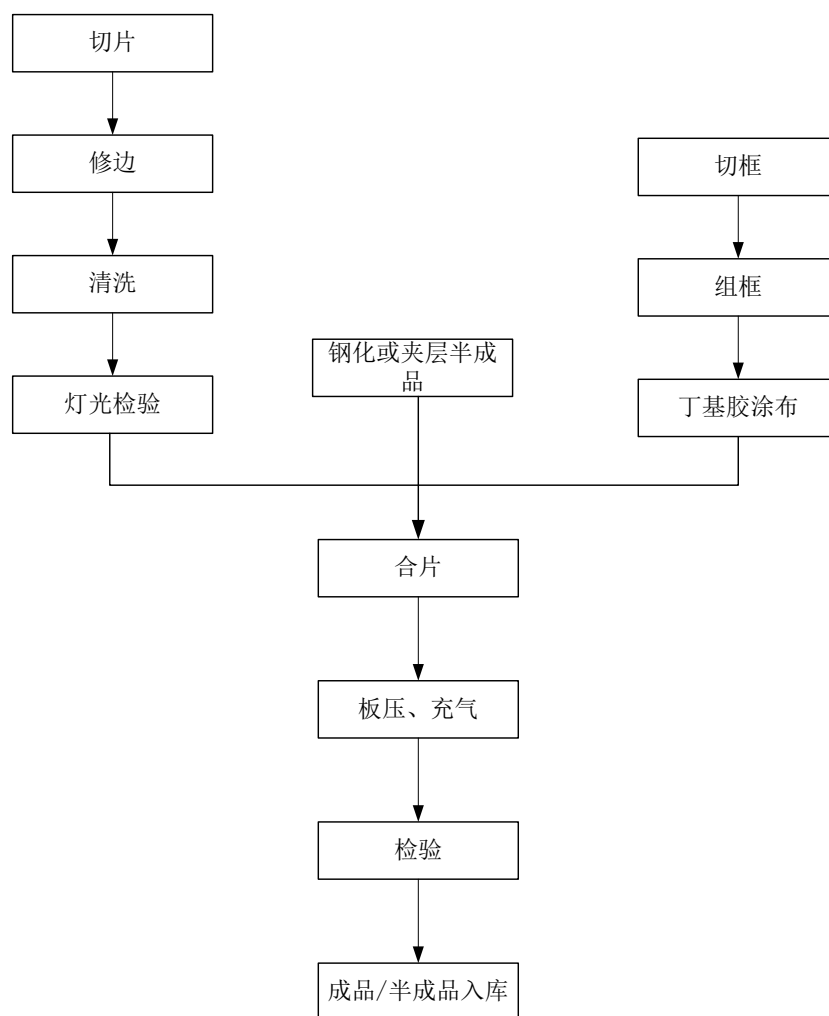 切片
修边
切框
清洗
组框
钢化或夹层半成
品
灯光检验
丁基胶涂布
合片
板压、充气
检验
成品/半成品入库